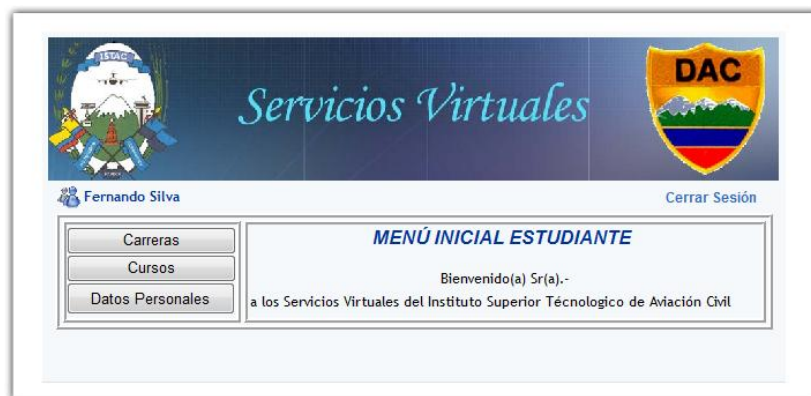 ISTAC
Servicios Virtuales
DAC
Fernando Silva
Cerrar Sesión
Carreras
Cursos
Datos Personales
MENÚ INICIAL ESTUDIANTE
Bienvenido(a) Sr(a).-
a los Servicios Virtuales del Instituto Superior Técnologico de Aviación Civil